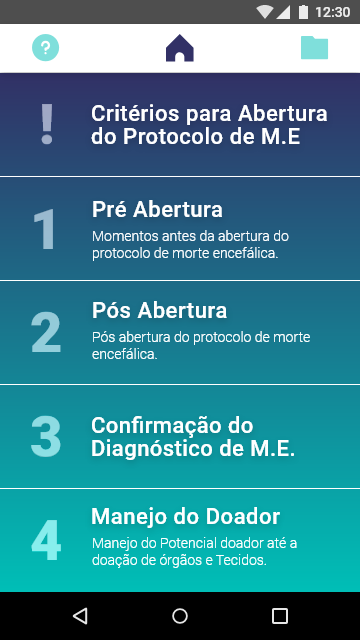 12:30
?
!
Critérios para Abertura
do Protocolo de M.E
1
Pré Abertura
Momentos antes da abertura do
protocolo de morte encefálica.
2
Pós Abertura
Pós abertura do protocolo de morte
encefálica.
3
Confirmação do
Diagnóstico de M.E.
4
Manejo do Doador
Manejo do Potencial doador até a
doação de órgãos e Tecidos.